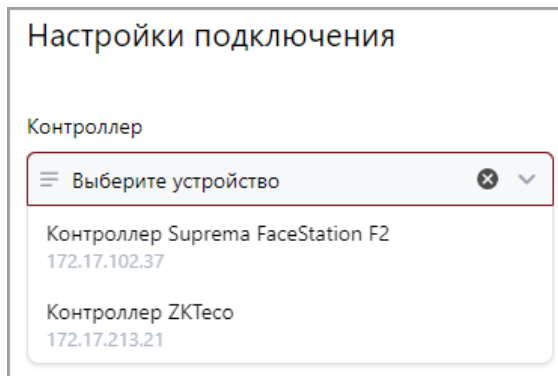 Настройки подключения
Контроллер
Выберите устройство
Контроллер Suprema FaceStation F2
172.17.102.37
Контроллер ZKTeco
172.17.213.21